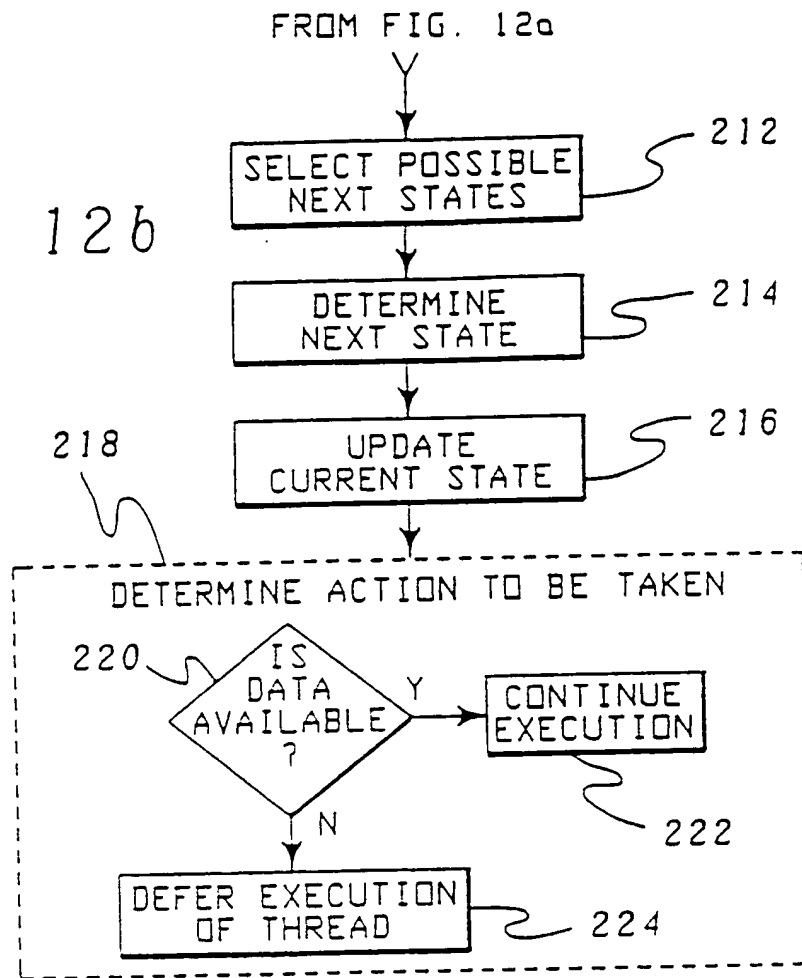 FROM FIG. 12a
212
SELECT POSSIBLE
NEXT STATES
12b
214
DETERMINE
NEXT STATE
216
UPDATE
CURRENT STATE
218
DETERMINE ACTION TO BE TAKEN
220
IS
DATA
AVAILABLE
?
Y
CONTINUE
EXECUTION
222
N
DEFER EXECUTION
OF THREAD
224